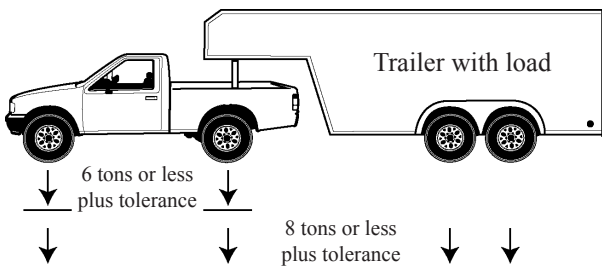 Trailer with load
6 tons or less
plus tolerance
8 tons or less
plus tolerance